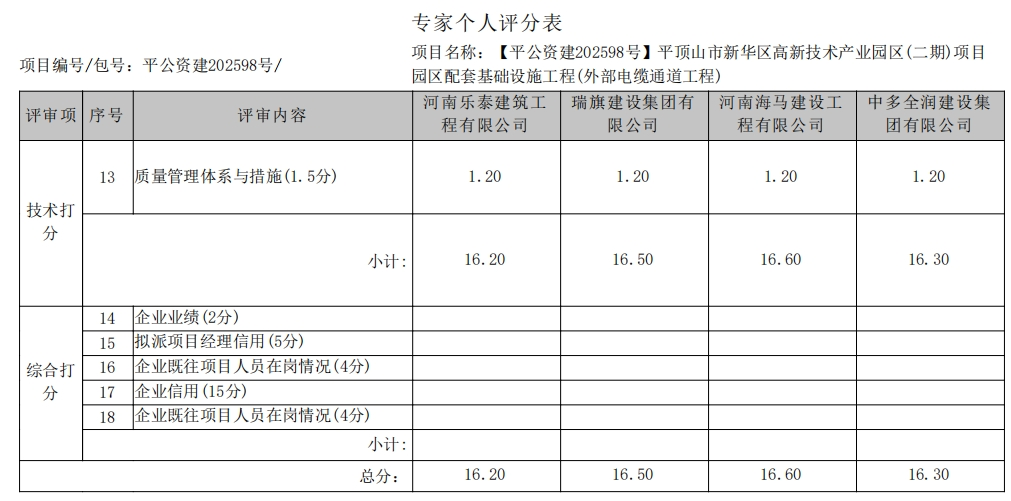 专家个人评分表
项目编号/包号：平公资建202598号/
项目名称：【平公资建202598号】平顶山市新华区高新技术产业园区(二期)项目
园区配套基础设施工程(外部电缆通道工程)
评审项 序号 评审内容 河南乐泰建筑工程有限公司 瑞旗建设集团有限公司 河南海马建设工程有限公司 中多全润建设集团有限公司
技术打分
13 质量管理体系与措施(1.5分) 1.20 1.20 1.20 1.20
小计: 16.20 16.50 16.60 16.30
综合打分
14 企业业绩(2分)
15 拟派项目经理信用(5分)
16 企业既往项目人员在岗情况(4分)
17 企业信用(15分)
18 企业既往项目人员在岗情况(4分)
小计:
总分: 16.20 16.50 16.60 16.30